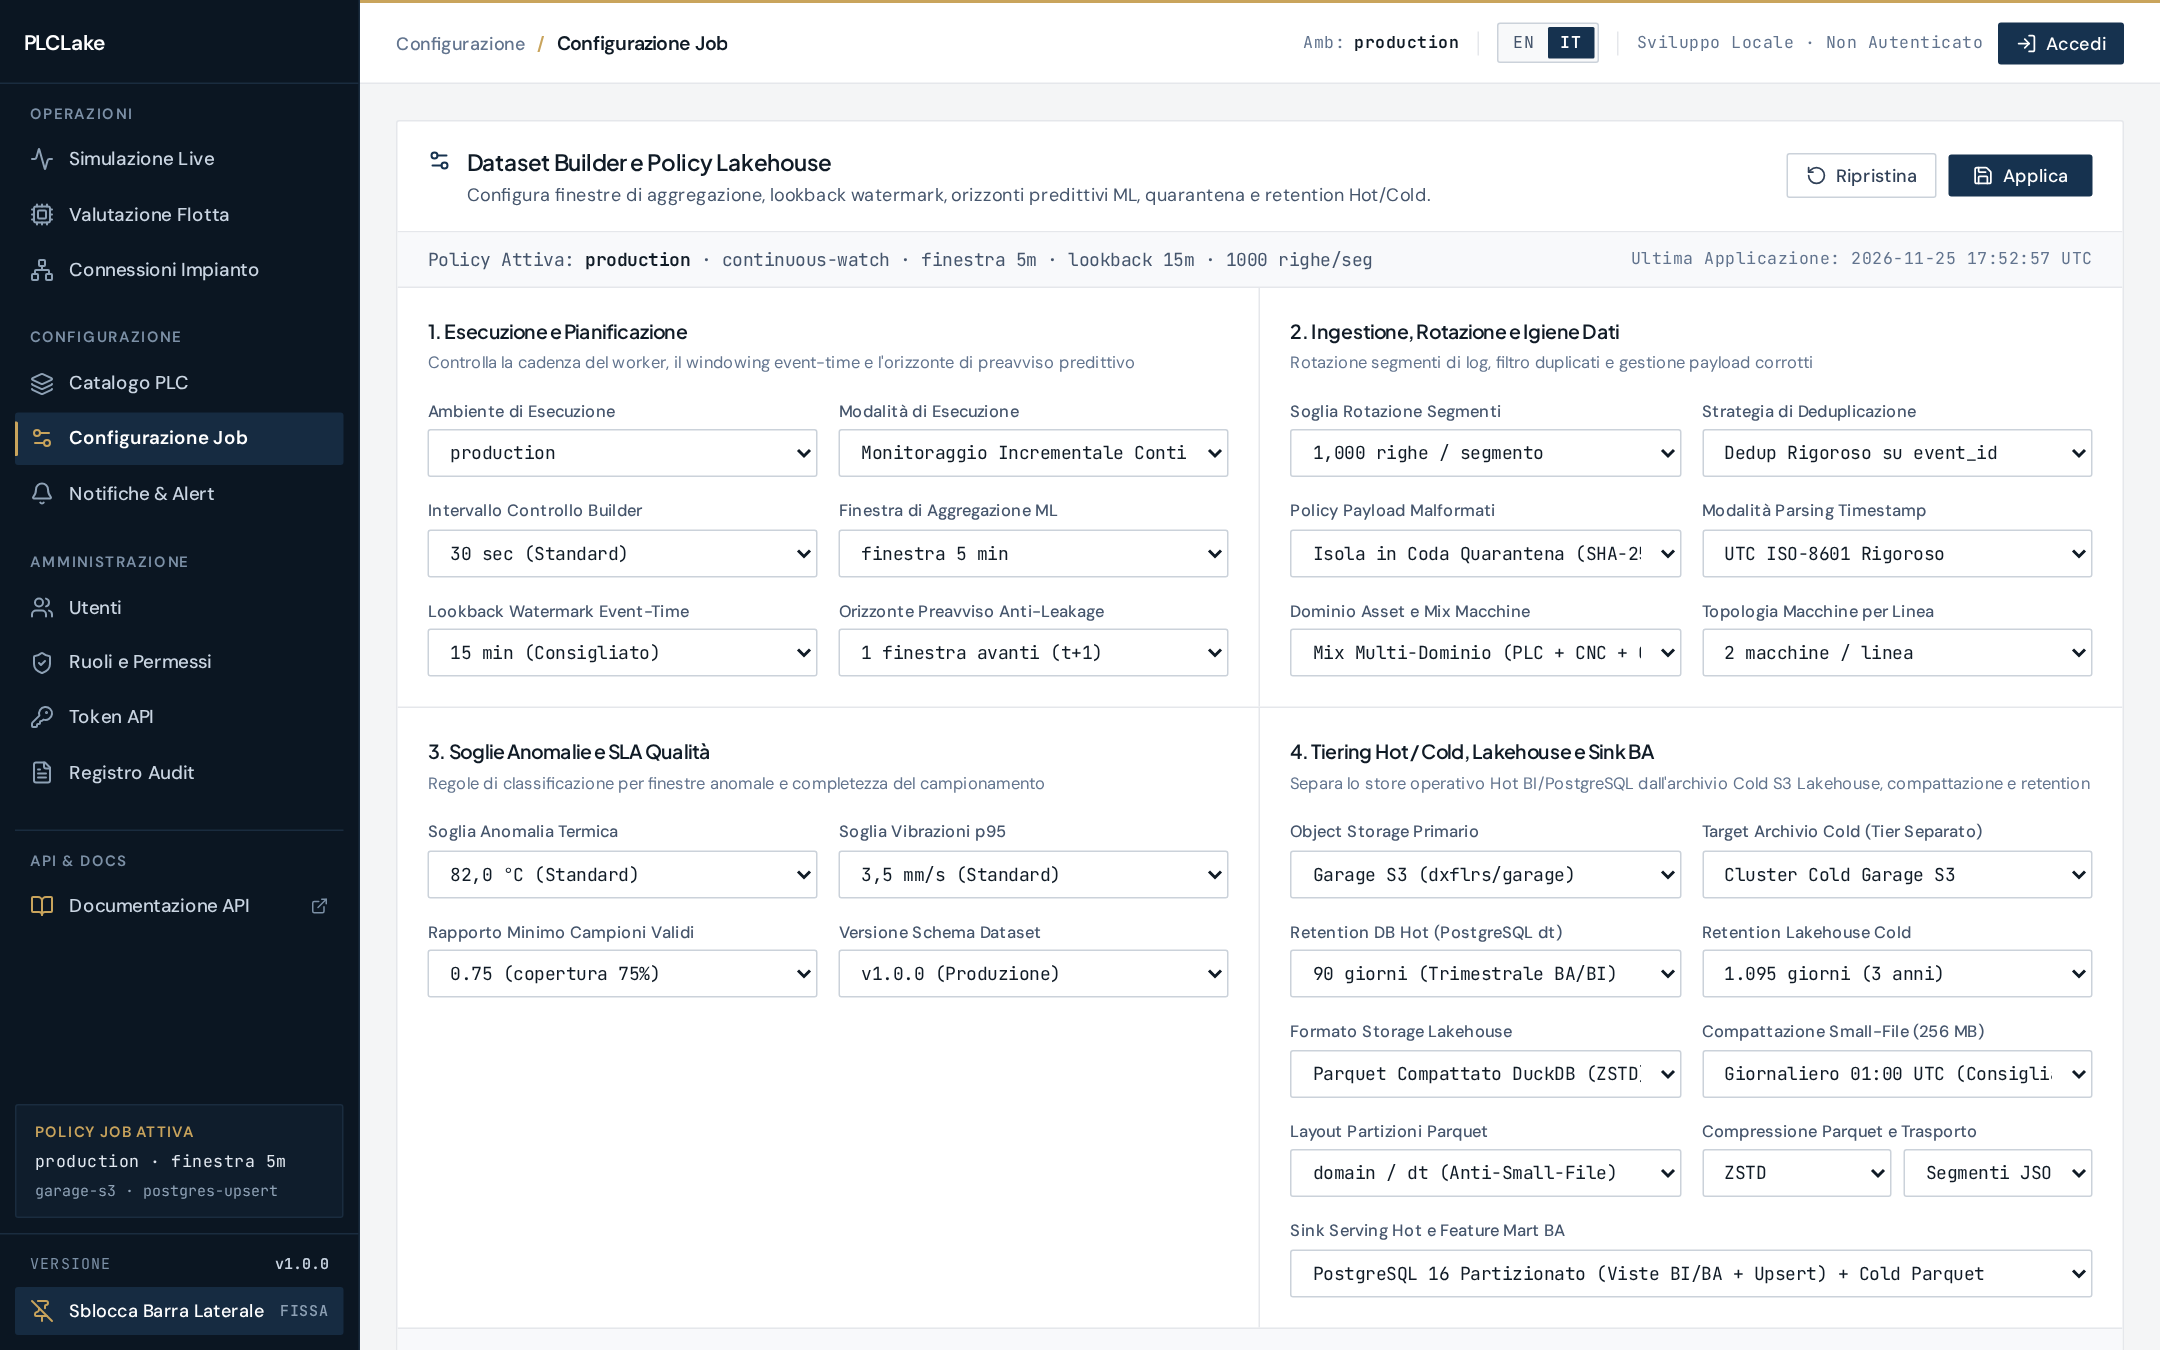 PLCLake
OPERAZIONI
Simulazione Live
Valutazione Flotta
Connessioni Impianto
CONFIGURAZIONE
Catalogo PLC
Configurazione Job
Notifiche & Alert
AMMINISTRAZIONE
Utenti
Ruoli e Permessi
Token API
Registro Audit
API & DOCS
Documentazione API
POLICY JOB ATTIVA
production · finestra 5m
garage-s3 · postgres-upsert
VERSIONE v1.0.0
Sblocca Barra Laterale FISSA
Configurazione / Configurazione Job
Amb: production
EN IT
Sviluppo Locale · Non Autenticato
Accedi
Dataset Builder e Policy Lakehouse
Configura finestre di aggregazione, lookback watermark, orizzonti predittivi ML, quarantena e retention Hot/Cold.
Ripristina
Applica
Policy Attiva: production · continuous-watch · finestra 5m · lookback 15m · 1000 righe/seg
Ultima Applicazione: 2026-11-25 17:52:57 UTC
1. Esecuzione e Pianificazione
Controlla la cadenza del worker, il windowing event-time e l'orizzonte di preavviso predittivo
Ambiente di Esecuzione
production
Modalità di Esecuzione
Monitoraggio Incrementale Conti
Intervallo Controllo Builder
30 sec (Standard)
Finestra di Aggregazione ML
finestra 5 min
Lookback Watermark Event-Time
15 min (Consigliato)
Orizzonte Preavviso Anti-Leakage
1 finestra avanti (t+1)
2. Ingestione, Rotazione e Igiene Dati
Rotazione segmenti di log, filtro duplicati e gestione payload corrotti
Soglia Rotazione Segmenti
1,000 righe / segmento
Strategia di Deduplicazione
Dedup Rigoroso su event_id
Policy Payload Malformati
Isola in Coda Quarantena (SHA-25
Modalità Parsing Timestamp
UTC ISO-8601 Rigoroso
Dominio Asset e Mix Macchine
Mix Multi-Dominio (PLC + CNC +
Topologia Macchine per Linea
2 macchine / linea
3. Soglie Anomalie e SLA Qualità
Regole di classificazione per finestre anomale e completezza del campionamento
Soglia Anomalia Termica
82,0 °C (Standard)
Soglia Vibrazioni p95
3,5 mm/s (Standard)
Rapporto Minimo Campioni Validi
0.75 (copertura 75%)
Versione Schema Dataset
v1.0.0 (Produzione)
4. Tiering Hot / Cold, Lakehouse e Sink BA
Separa lo store operativo Hot BI/PostgreSQL dall'archivio Cold S3 Lakehouse, compattazione e retention
Object Storage Primario
Garage S3 (dxflrs/garage)
Target Archivio Cold (Tier Separato)
Cluster Cold Garage S3
Retention DB Hot (PostgreSQL dt)
90 giorni (Trimestrale BA/BI)
Retention Lakehouse Cold
1.095 giorni (3 anni)
Formato Storage Lakehouse
Parquet Compattato DuckDB (ZSTD)
Compattazione Small-File (256 MB)
Giornaliero 01:00 UTC (Consiglia
Layout Partizioni Parquet
domain / dt (Anti-Small-File)
Compressione Parquet e Trasporto
ZSTD
Segmenti JSO
Sink Serving Hot e Feature Mart BA
PostgreSQL 16 Partizionato (Viste BI/BA + Upsert) + Cold Parquet